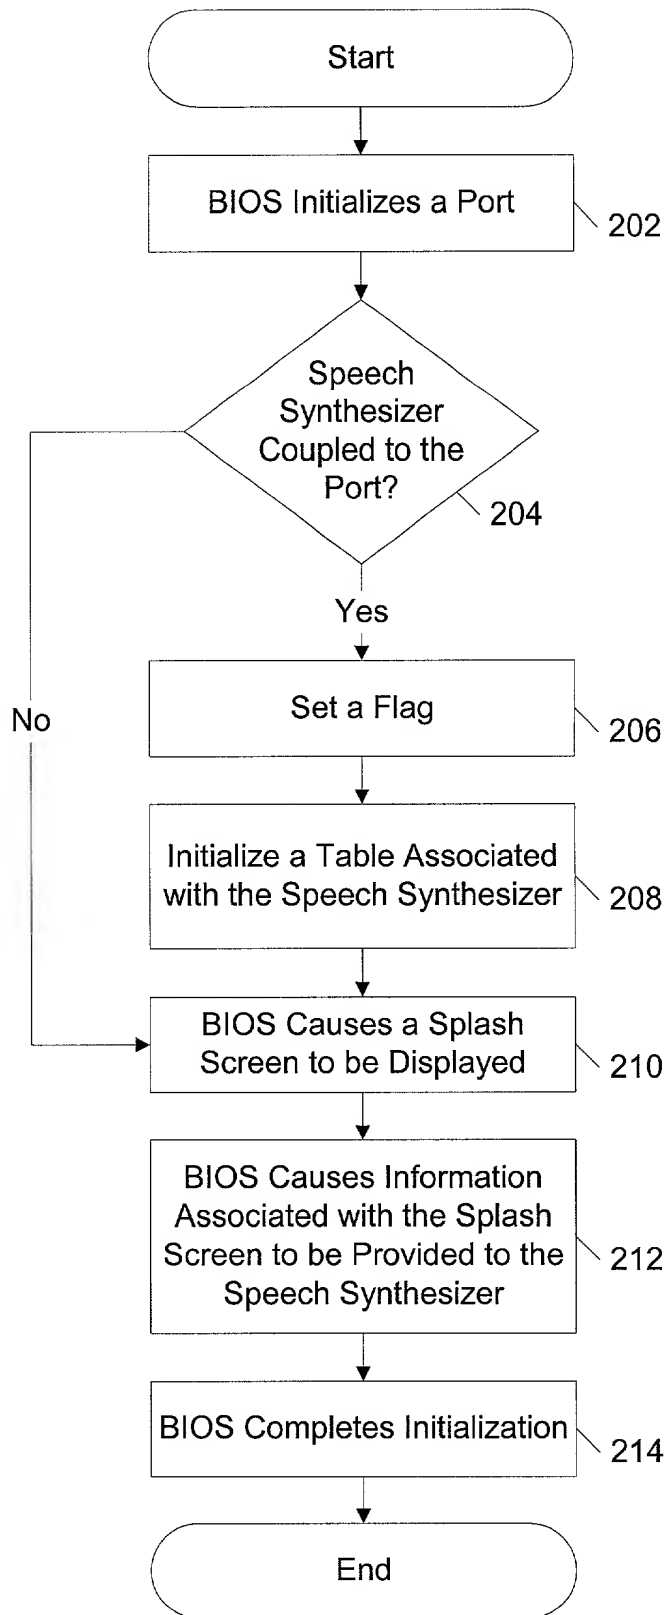 Start
BIOS Initializes a Port
202
Speech
Synthesizer
Coupled to the
Port?
204
Yes
No
Set a Flag
206
Initialize a Table Associated
with the Speech Synthesizer
208
BIOS Causes a Splash
Screen to be Displayed
210
BIOS Causes Information
Associated with the Splash
Screen to be Provided to the
Speech Synthesizer
212
BIOS Completes Initialization
214
End